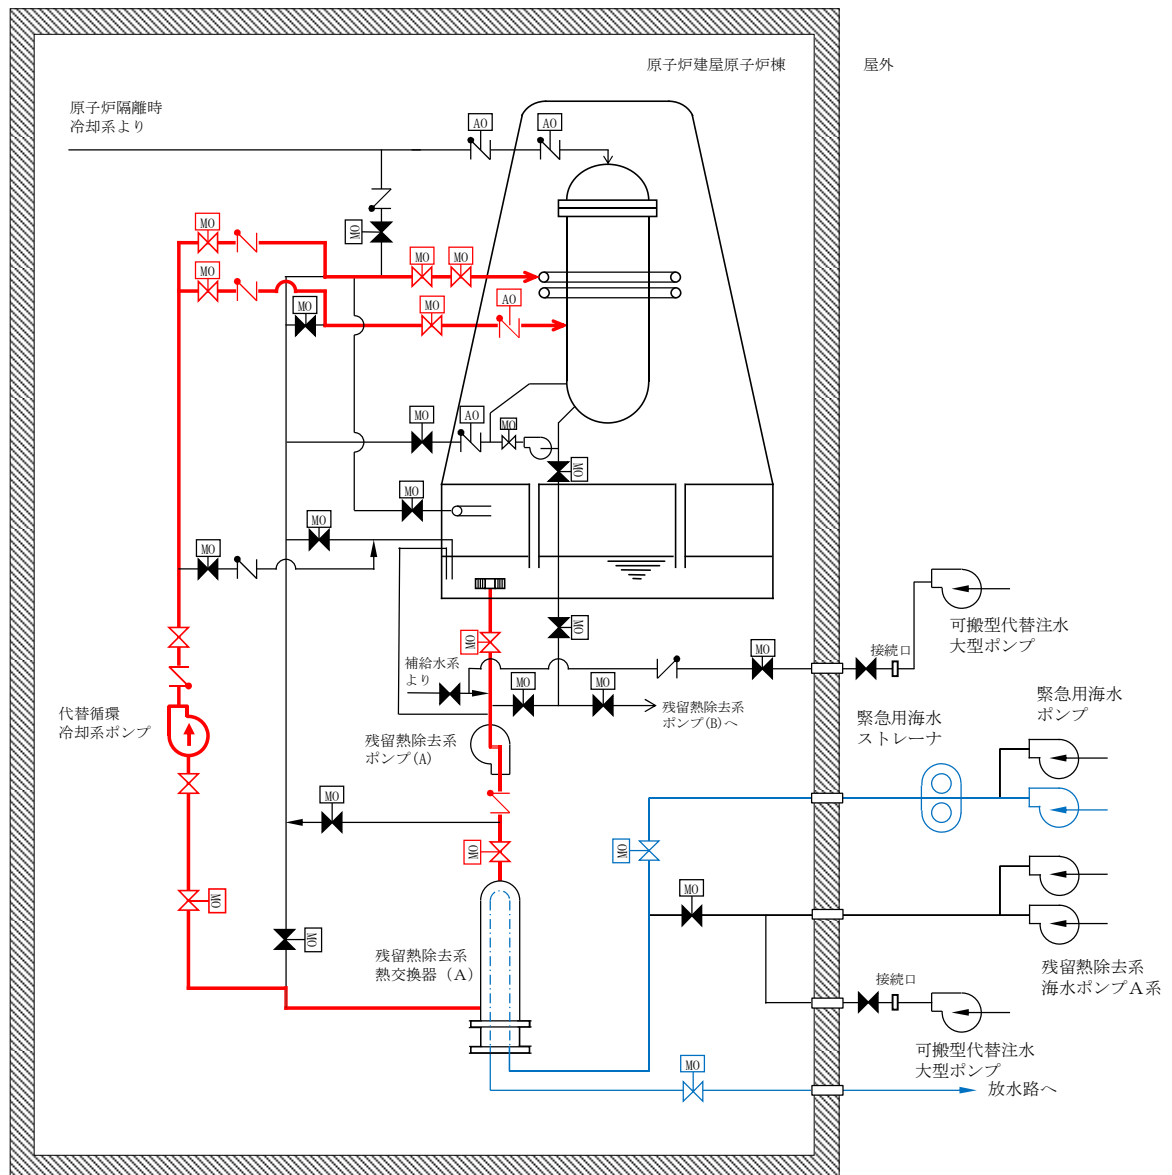 原子炉建屋原子炉棟
屋外
原子炉隔離時
冷却系より
AO
AO
MO
MO
MO
MO
MO
MO
AO
MO
MO
MO
AO
MO
MO
MO
MO
MO
MO
MO
MO
可搬型代替注水
大型ポンプ
接続口
補給水系
より
MO
MO
残留熱除去系
ポンプ(B)へ
代替循環
冷却系ポンプ
残留熱除去系
ポンプ(A)
緊急用海水
ポンプ
緊急用海水
ストレーナ
MO
MO
MO
MO
MO
MO
残留熱除去系
熱交換器（A）
残留熱除去系
海水ポンプA系
接続口
可搬型代替注水
大型ポンプ
MO
放水路へ